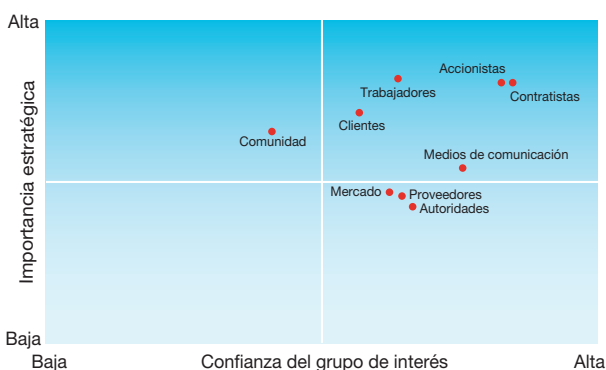 Alta
Accionistas
Trabajadores
Contratistas
Clientes
Comunidad
Medios de comunicación
Mercado
Proveedores
Autoridades
Importancia estratégica
Baja
Baja
Confianza del grupo de interés
Alta